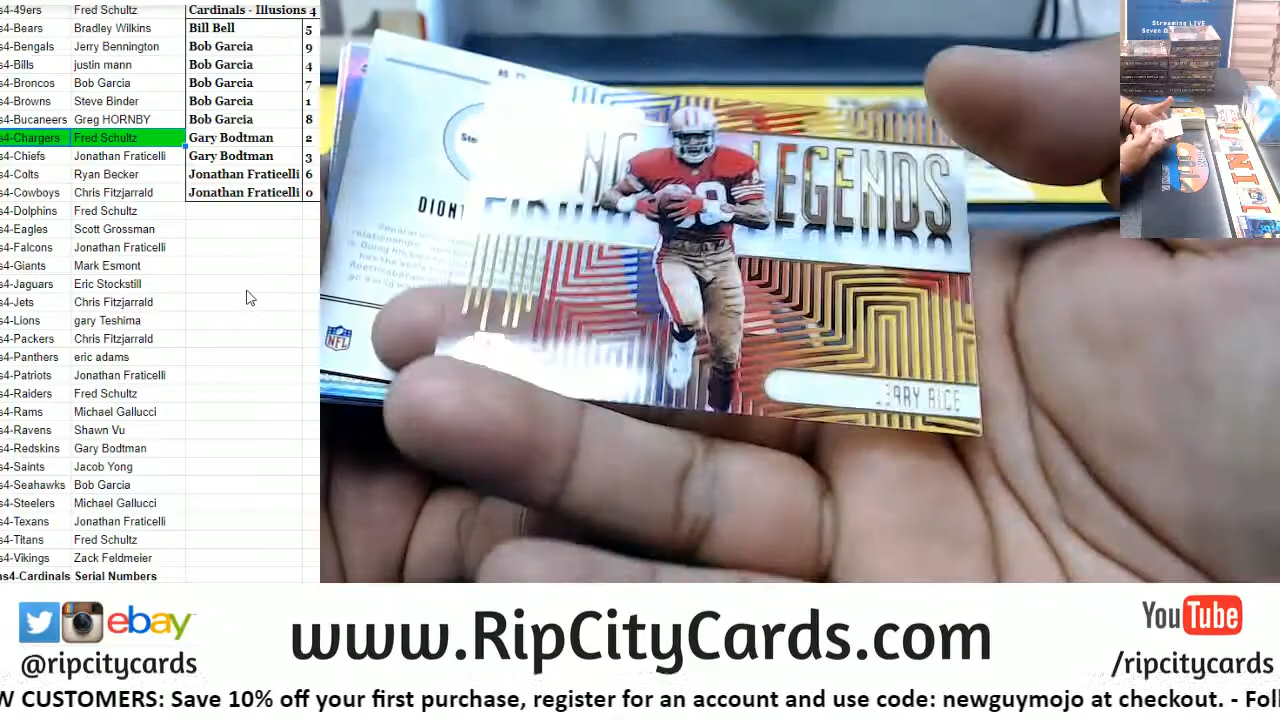 s4-49ers Fred Schultz
s4-Bears Bradley Wilkins
s4-Bengals Jerry Bennington
s4-Bills justin mann
s4-Broncos Bob Garcia
s4-Browns Steve Binder
s4-Bucaneers Greg HORNBY
s4-Chargers Fred Schultz
s4-Chiefs Jonathan Fraticelli
s4-Colts Ryan Becker
s4-Cowboys Chris Fitzjarrald
s4-Dolphins Fred Schultz
s4-Eagles Scott Grossman
s4-Falcons Jonathan Fraticelli
s4-Giants Mark Esmont
s4-Jaguars Eric Stockstill
s4-Jets Chris Fitzjarrald
s4-Lions gary Teshima
s4-Packers Chris Fitzjarrald
s4-Panthers eric adams
s4-Patriots Jonathan Fraticelli
s4-Raiders Fred Schultz
s4-Rams Michael Gallucci
s4-Ravens Shawn Vu
s4-Redskins Gary Bodtman
s4-Saints Jacob Yong
s4-Seahawks Bob Garcia
s4-Steelers Michael Gallucci
s4-Texans Jonathan Fraticelli
s4-Titans Fred Schultz
s4-Vikings Zack Feldmeier
ns4-Cardinals Serial Numbers
Cardinals - Illusions 4
Bill Bell 5
Bob Garcia 9
Bob Garcia 4
Bob Garcia 7
Bob Garcia 1
Bob Garcia 8
Gary Bodtman 2
Gary Bodtman 3
Jonathan Fraticelli 6
Jonathan Fraticelli 0
LEGENDS
JERRY RICE
DIONT
Ste
NFL
Streaming LIVE
ebay
@ripcitycards
www.RipCityCards.com
YouTube
/ripcitycards
W CUSTOMERS: Save 10% off your first purchase, register for an account and use code: newguymojo at checkout. - Foll